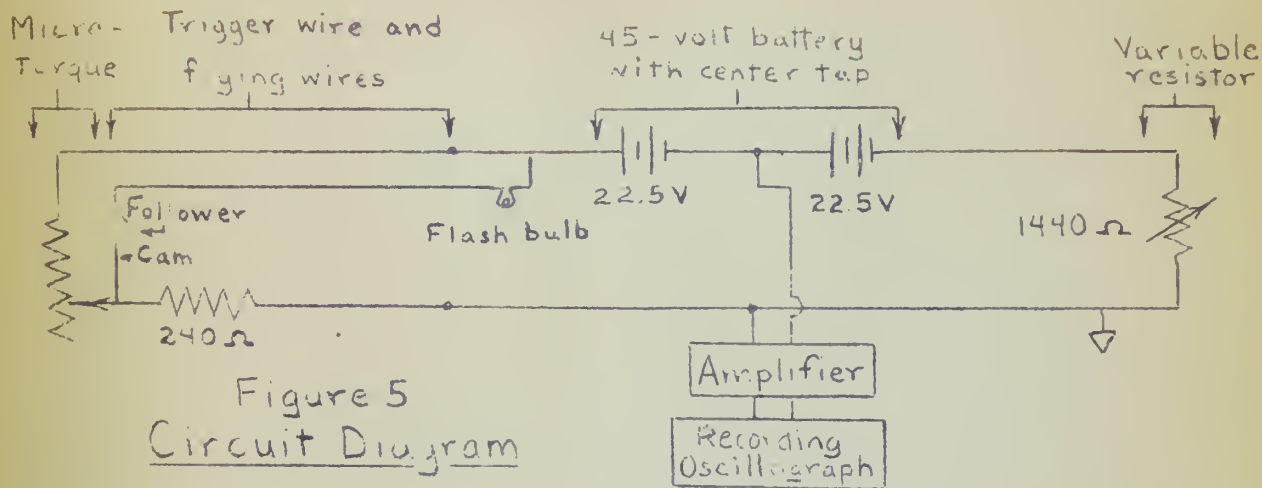 Micro-
Torque
Trigger wire and
flying wires
45-volt battery
with center tap
Variable
resistor
22.5V
22.5V
Flash bulb
1440 Ω
Follower
Cam
240 Ω
Amplifier
Recording
Oscillograph
Figure 5
Circuit Diagram